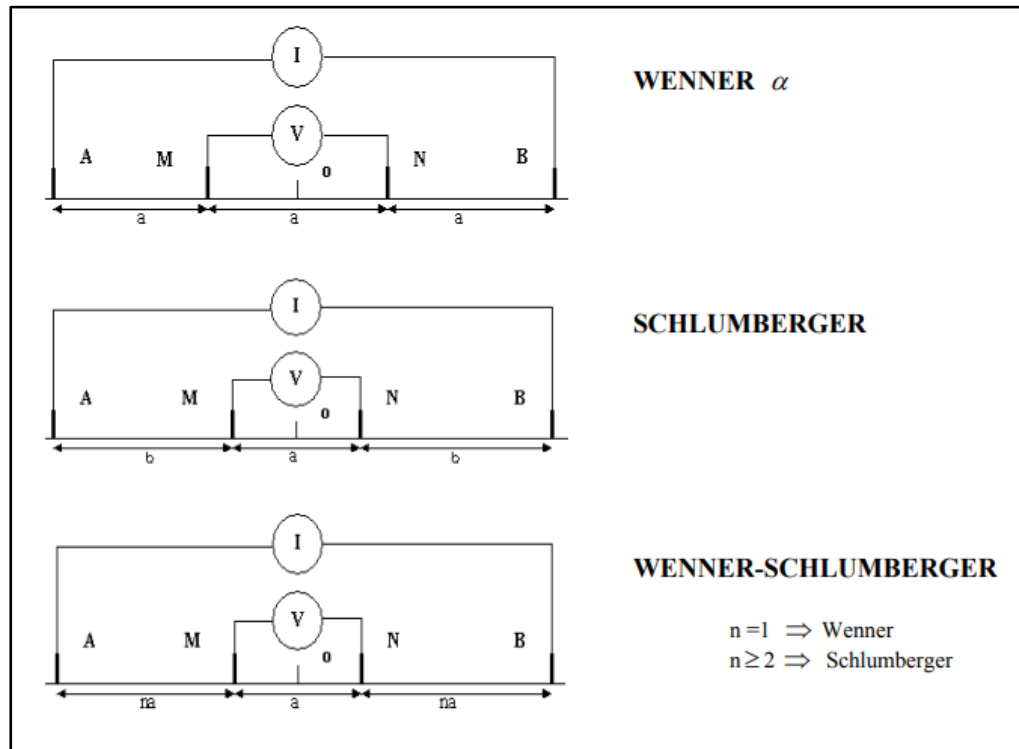 I
WENNER α
V
A M o N B
a a a
I
SCHLUMBERGER
V
A M o N B
b a b
I
WENNER-SCHLUMBERGER
V
n =1 ⇒ Wenner
A M o N B
n ≥ 2 ⇒ Schlumberger
na a na